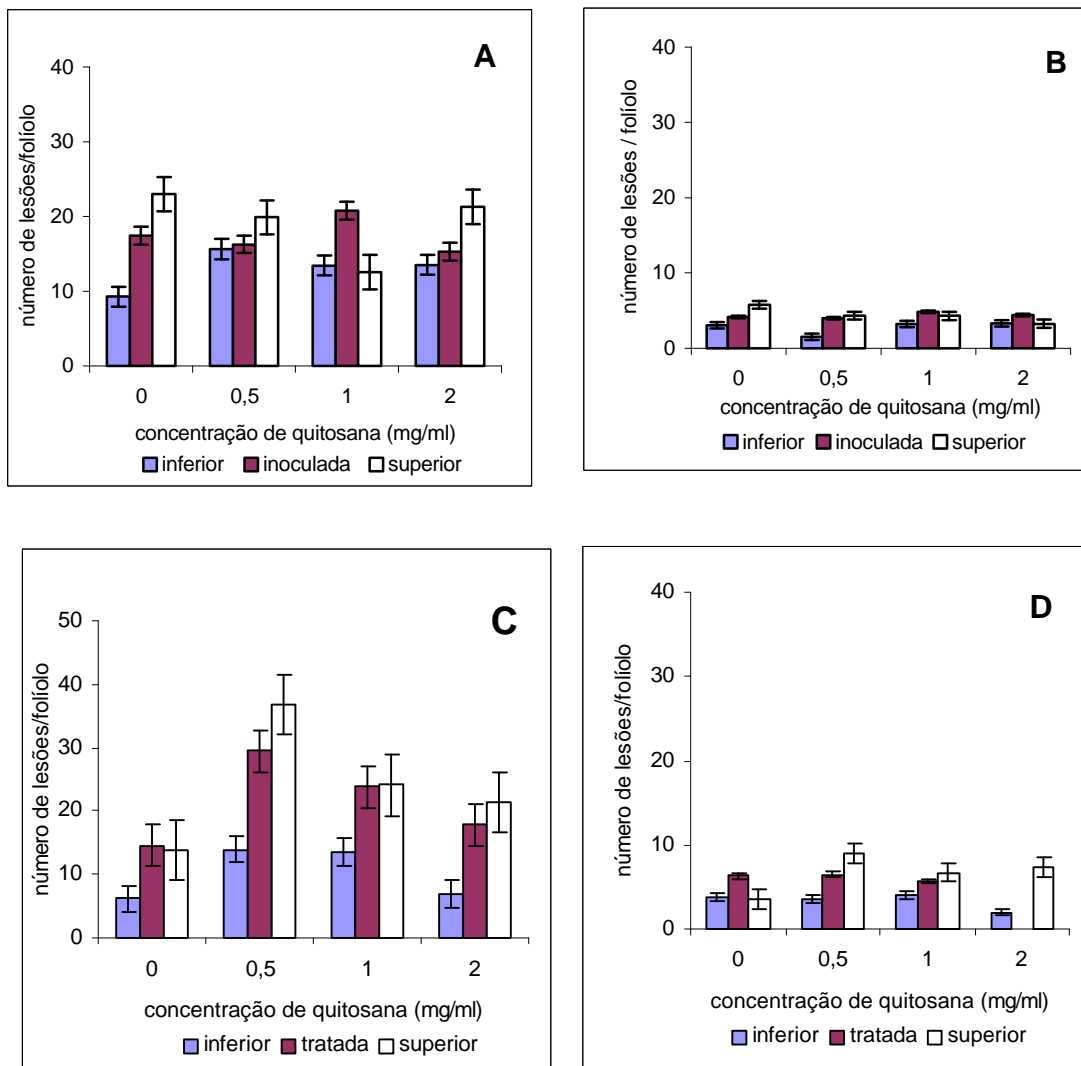 A
número de lesões/folíolo
40
30
20
10
0
0 0,5 1 2
concentração de quitosana (mg/ml)
inferior inoculada superior
B
número de lesões / folíolo
40
30
20
10
0
0 0,5 1 2
concentração de quitosana (mg/ml)
inferior inoculada superior
C
número de lesões/folíolo
50
40
30
20
10
0
0 0,5 1 2
concentração de quitosana (mg/ml)
inferior tratada superior
D
número de lesões/folíolo
40
30
20
10
0
0 0,5 1 2
concentração de quitosana (mg/ml)
inferior tratada superior